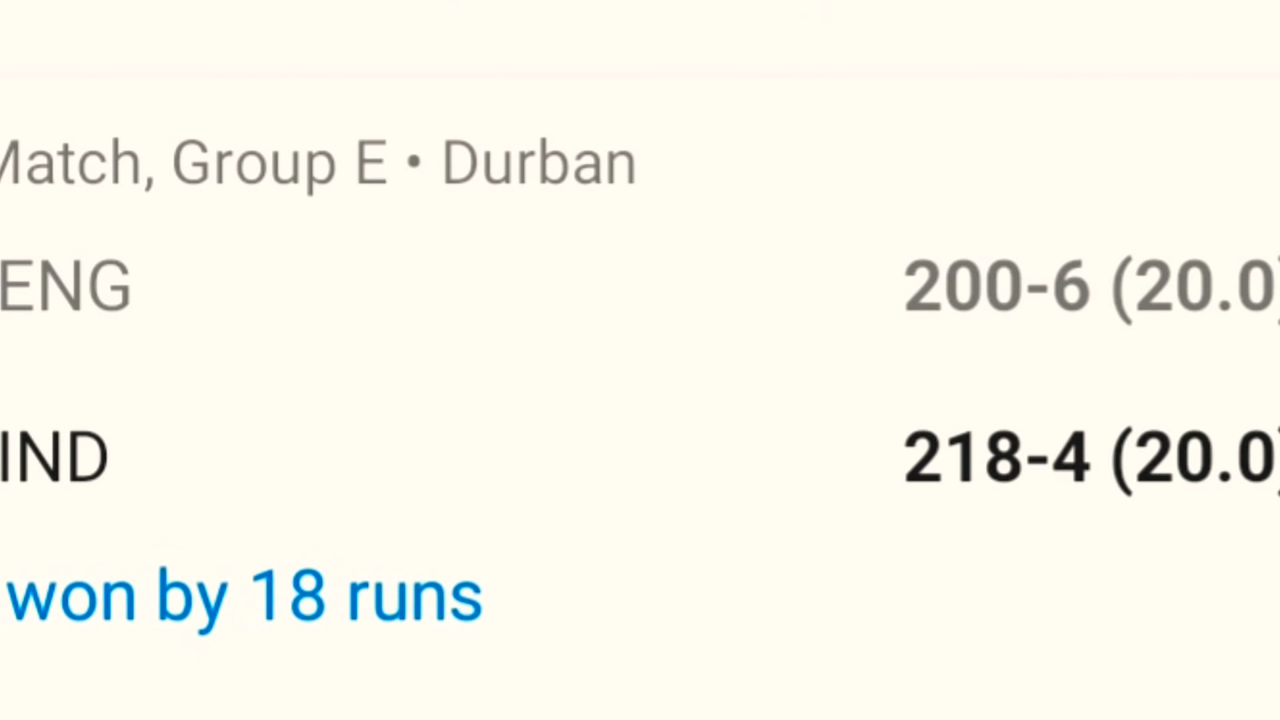 Match, Group E • Durban
ENG 200-6 (20.0)
IND 218-4 (20.0)
won by 18 runs